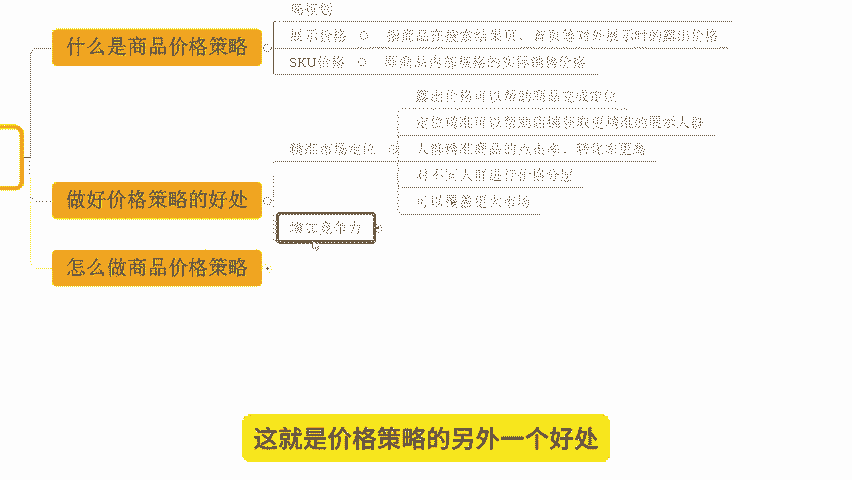 什么是商品价格策略
展示价格
指商品在搜索结果页、首页等对外展示时的露出价格
SKU价格
即商品内部规格的实际销售价格
做好价格策略的好处
精准市场定位
露出价格可以帮助商品完成定位
定位精准可以帮助店铺获取更精准的展示人群
人群精准商品的点击率、转化率更高
对不同人群进行价格分层
可以覆盖更大市场
增加竞争力
怎么做商品价格策略
这就是价格策略的另外一个好处